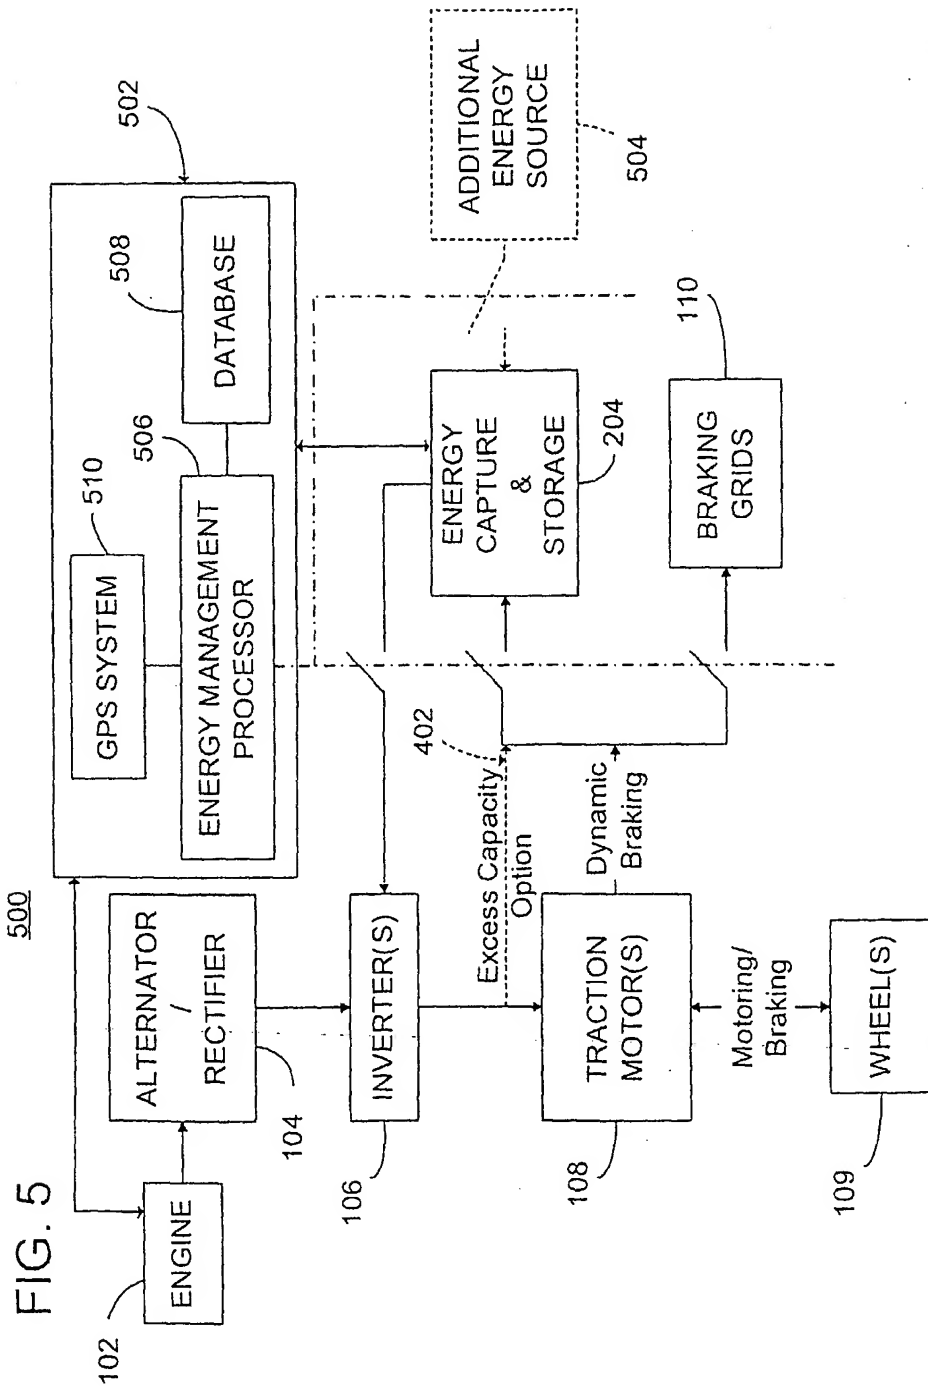 FIG. 5
500
502
GPS SYSTEM
510
ENERGY MANAGEMENT
PROCESSOR
506
DATABASE
508
ENGINE
102
ALTERNATOR
/
RECTIFIER
104
INVERTER(S)
106
402
Excess Capacity
Option
ENERGY
CAPTURE
&
STORAGE
204
ADDITIONAL
ENERGY
SOURCE
504
TRACTION
MOTOR(S)
108
Dynamic
Braking
BRAKING
GRIDS
110
Motoring/
Braking
WHEEL(S)
109